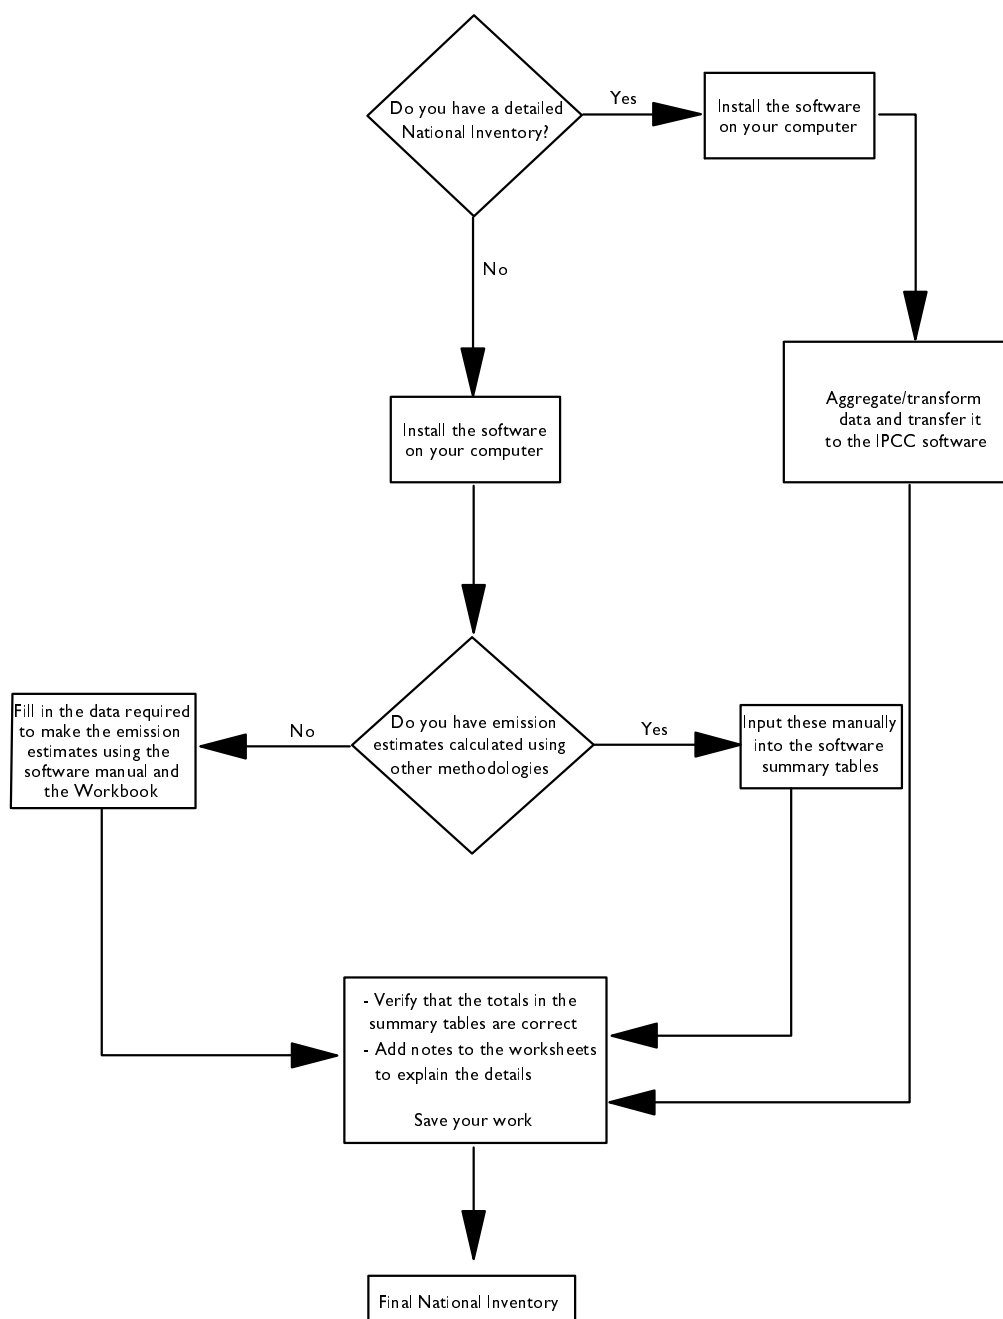 Do you have a detailed
National Inventory?
Yes
Install the software
on your computer
No
Aggregate/transform
data and transfer it
to the IPCC software
Install the software
on your computer
Fill in the data required
to make the emission
estimates using the
software manual and
the Workbook
No
Do you have emission
estimates calculated using
other methodologies
Yes
Input these manually
into the software
summary tables
- Verify that the totals in the
summary tables are correct
- Add notes to the worksheets
to explain the details
Save your work
Final National Inventory